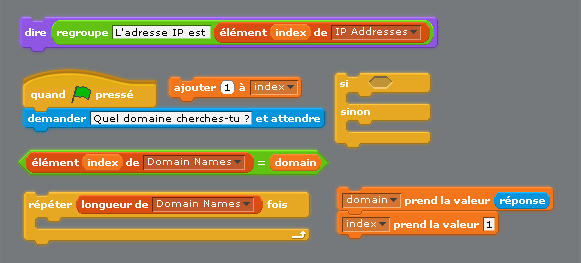 dire regroupe L'adresse IP est élément index de IP Addresses
quand pressé
demander Quel domaine cherches-tu ? et attendre
ajouter 1 à index
si
sinon
élément index de Domain Names = domain
répéter longueur de Domain Names fois
domain prend la valeur réponse
index prend la valeur 1